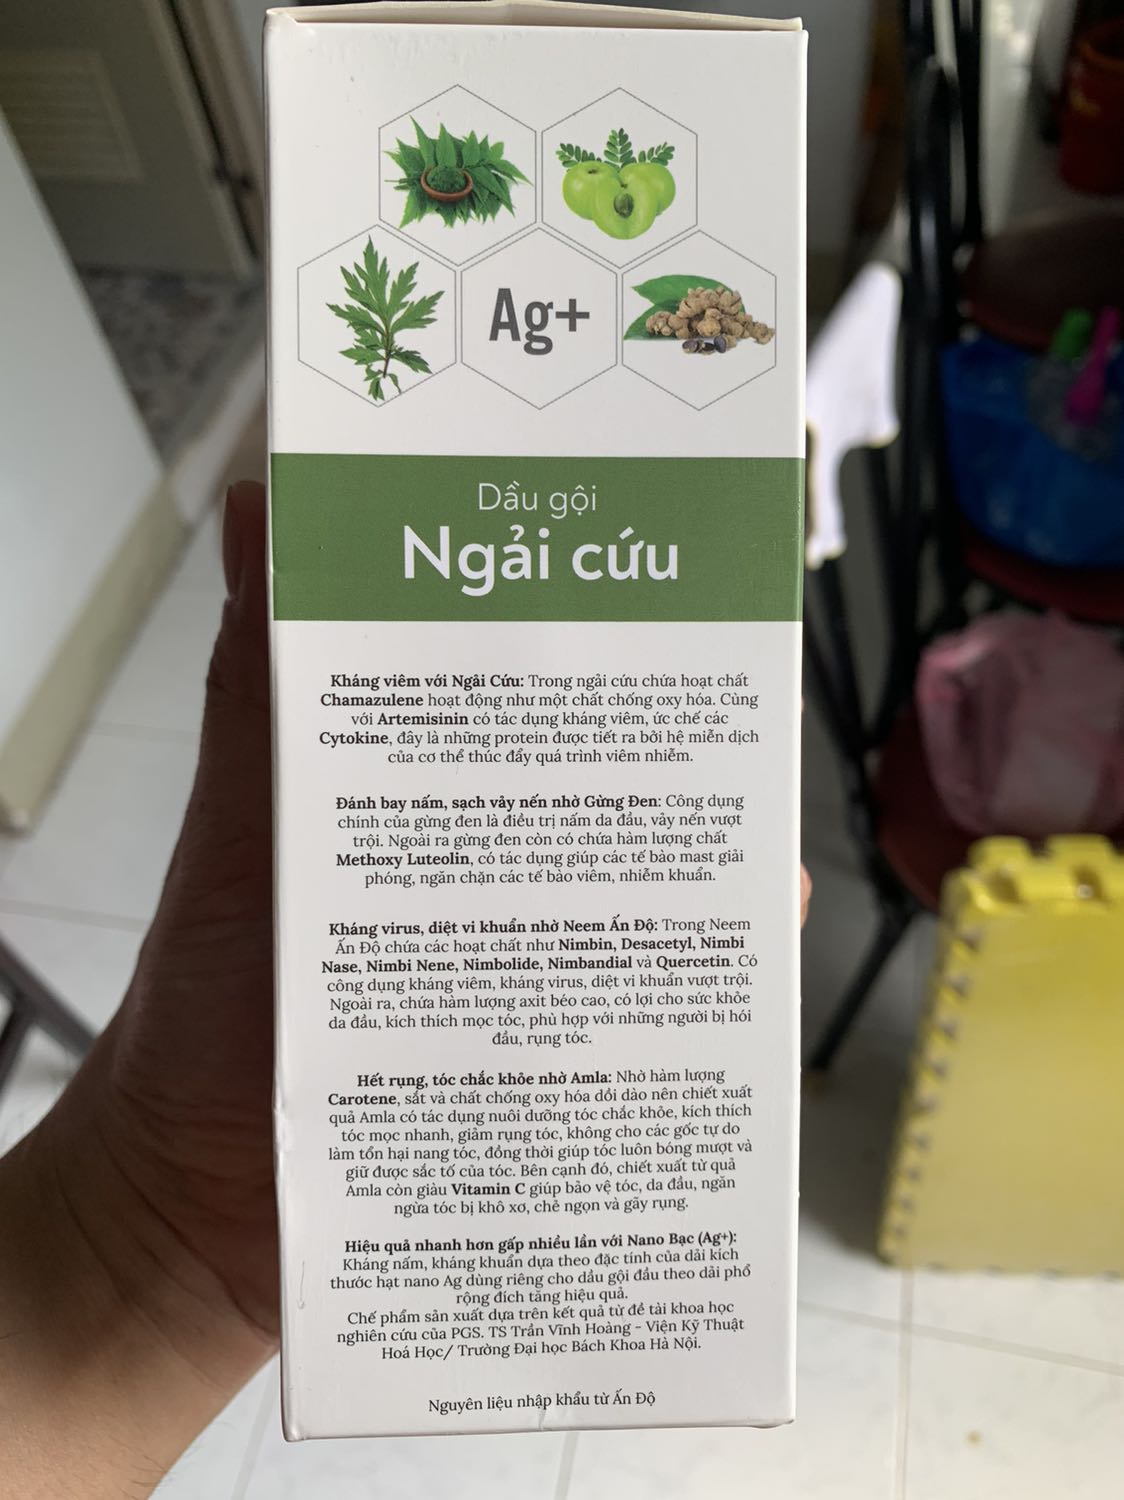 Ag+
Dầu gội
Ngải cứu
Kháng viêm với Ngải Cứu: Trong ngải cứu chứa hoạt chất
Chamazulene hoạt động như một chất chống oxy hóa. Cùng
với Artemisinin có tác dụng kháng viêm, ức chế các
Cytokine, đây là những protein được tiết ra bởi hệ miễn dịch
của cơ thể thúc đẩy quá trình viêm nhiễm.
Đánh bay nấm, sạch vảy nến nhờ Gừng Đen: Công dụng
chính của gừng đen là điều trị nấm da đầu, vảy nến vượt
trội. Ngoài ra gừng đen còn có chứa hàm lượng chất
Methoxy Luteolin, có tác dụng giúp các tế bào mast giải
phóng, ngăn chặn các tế bào viêm, nhiễm khuẩn.
Kháng virus, diệt vi khuẩn nhờ Neem Ấn Độ: Trong Neem
Ấn Độ chứa các hoạt chất như Nimbin, Desacetyl, Nimbi
Nase, Nimbi Nene, Nimbolide, Nimbandial và Quercetin. Có
công dụng kháng viêm, kháng virus, diệt vi khuẩn vượt trội.
Ngoài ra, chứa hàm lượng axit béo cao, có lợi cho sức khỏe
da đầu, kích thích mọc tóc, phù hợp với những người bị hói
đầu, rụng tóc.
Hết rụng, tóc chắc khỏe nhờ Amla: Nhờ hàm lượng
Carotene, sắt và chất chống oxy hóa dồi dào nên chiết xuất
quả Amla có tác dụng nuôi dưỡng tóc chắc khỏe, kích thích
tóc mọc nhanh, giảm rụng tóc, không cho các gốc tự do
làm tổn hại nang tóc, đồng thời giúp tóc luôn bóng mượt và
giữ được sắc tố của tóc. Bên cạnh đó, chiết xuất từ quả
Amla còn giàu Vitamin C giúp bảo vệ tóc, da đầu, ngăn
ngừa tóc bị khô xơ, chẻ ngọn và gãy rụng.
Hiệu quả nhanh hơn gấp nhiều lần với Nano Bạc (Ag+):
Kháng nấm, kháng khuẩn dựa theo đặc tính của dải kích
thước hạt nano Ag dùng riêng cho dầu gội đầu theo dải phổ
rộng đích tăng hiệu quả.
Chế phẩm sản xuất dựa trên kết quả từ đề tài khoa học
nghiên cứu của PGS. TS Trần Vĩnh Hoàng - Viện Kỹ Thuật
Hoá Học/ Trường Đại học Bách Khoa Hà Nội.
Nguyên liệu nhập khẩu từ Ấn Độ